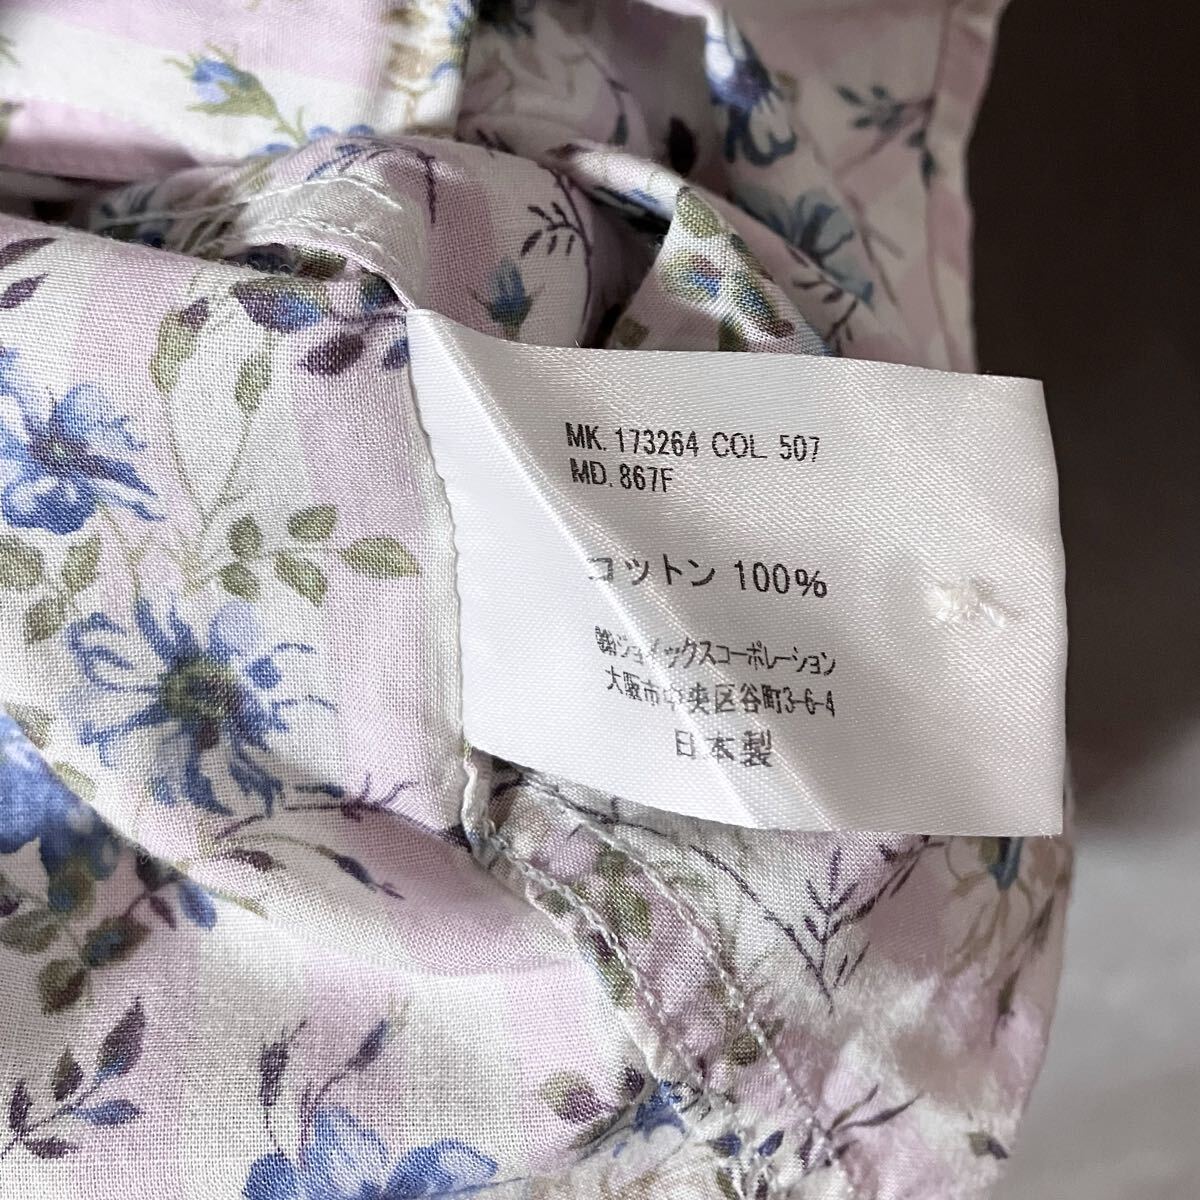 MK. 173264 COL 507
MD. 867F
コットン 100%
㈱ジョイックスコーポレーション
大阪市中央区谷町3-6-4
日本製